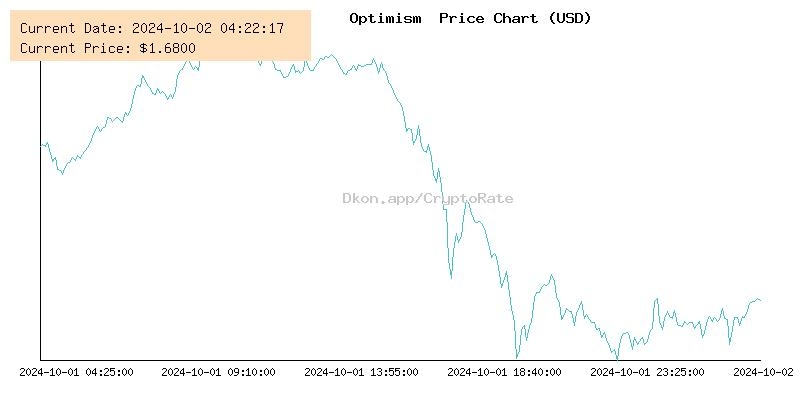 Optimism  Price Chart (USD)
Current Date: 2024-10-02 04:22:17
Current Price: $1.6800
Dkon.app/CryptoRate
2024-10-01 04:25:00 2024-10-01 09:10:00 2024-10-01 13:55:00 2024-10-01 18:40:00 2024-10-01 23:25:00 2024-10-02